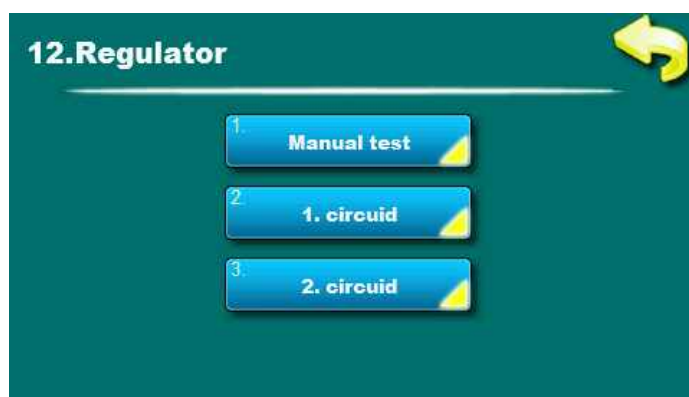 12.Regulator
1.
Manual test
2.
1. circuid
3.
2. circuid